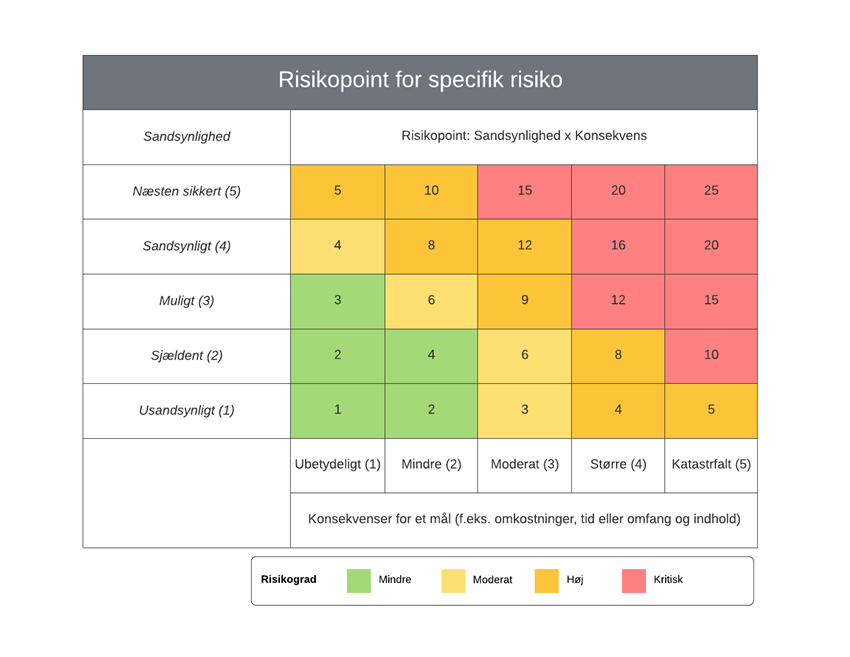 Risikopoint for specifik risiko
Sandsynlighed
Risikopoint: Sandsynlighed x Konsekvens
Næsten sikkert (5)
5
10
15
20
25
Sandsynligt (4)
4
8
12
16
20
Muligt (3)
3
6
9
12
15
Sjældent (2)
2
4
6
8
10
Usandsynligt (1)
1
2
3
4
5
Ubetydeligt (1)
Mindre (2)
Moderat (3)
Større (4)
Katastrfalt (5)
Konsekvenser for et mål (f.eks. omkostninger, tid eller omfang og indhold)
Risikograd
Mindre
Moderat
Høj
Kritisk